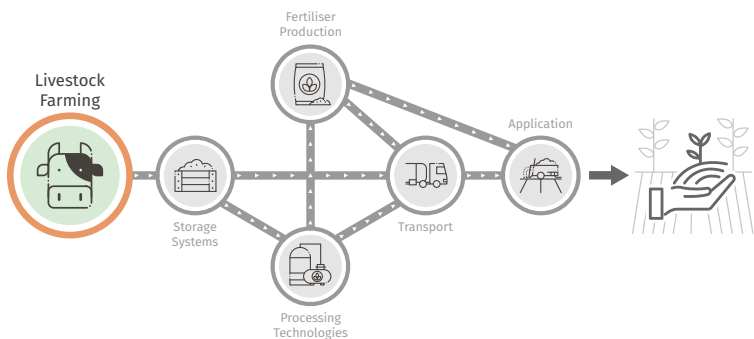 Fertiliser
Production
Livestock
Farming
Application
Storage
Systems
Transport
Processing
Technologies